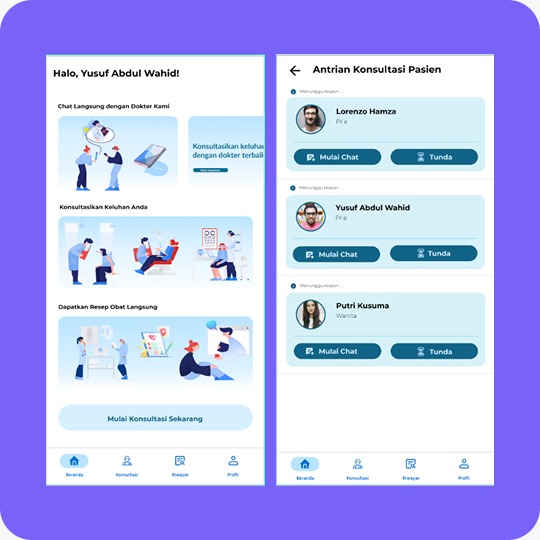 Halo, Yusuf Abdul Wahid!
Chat Langsung dengan Dokter Kami
Konsultasikan keluha
dengan dokter terbaik
Konsultasikan Keluhan Anda
Dapatkan Resep Obat Langsung
Mulai Konsultasi Sekarang
Beranda
Konsultasi
Riwayat
Profil
Antrian Konsultasi Pasien
Menunggu respon . . .
Lorenzo Hamza
Pria
Mulai Chat
Tunda
Menunggu respon . . .
Yusuf Abdul Wahid
Pria
Mulai Chat
Tunda
Menunggu respon . . .
Putri Kusuma
Wanita
Mulai Chat
Tunda
Beranda
Konsultasi
Riwayat
Profil